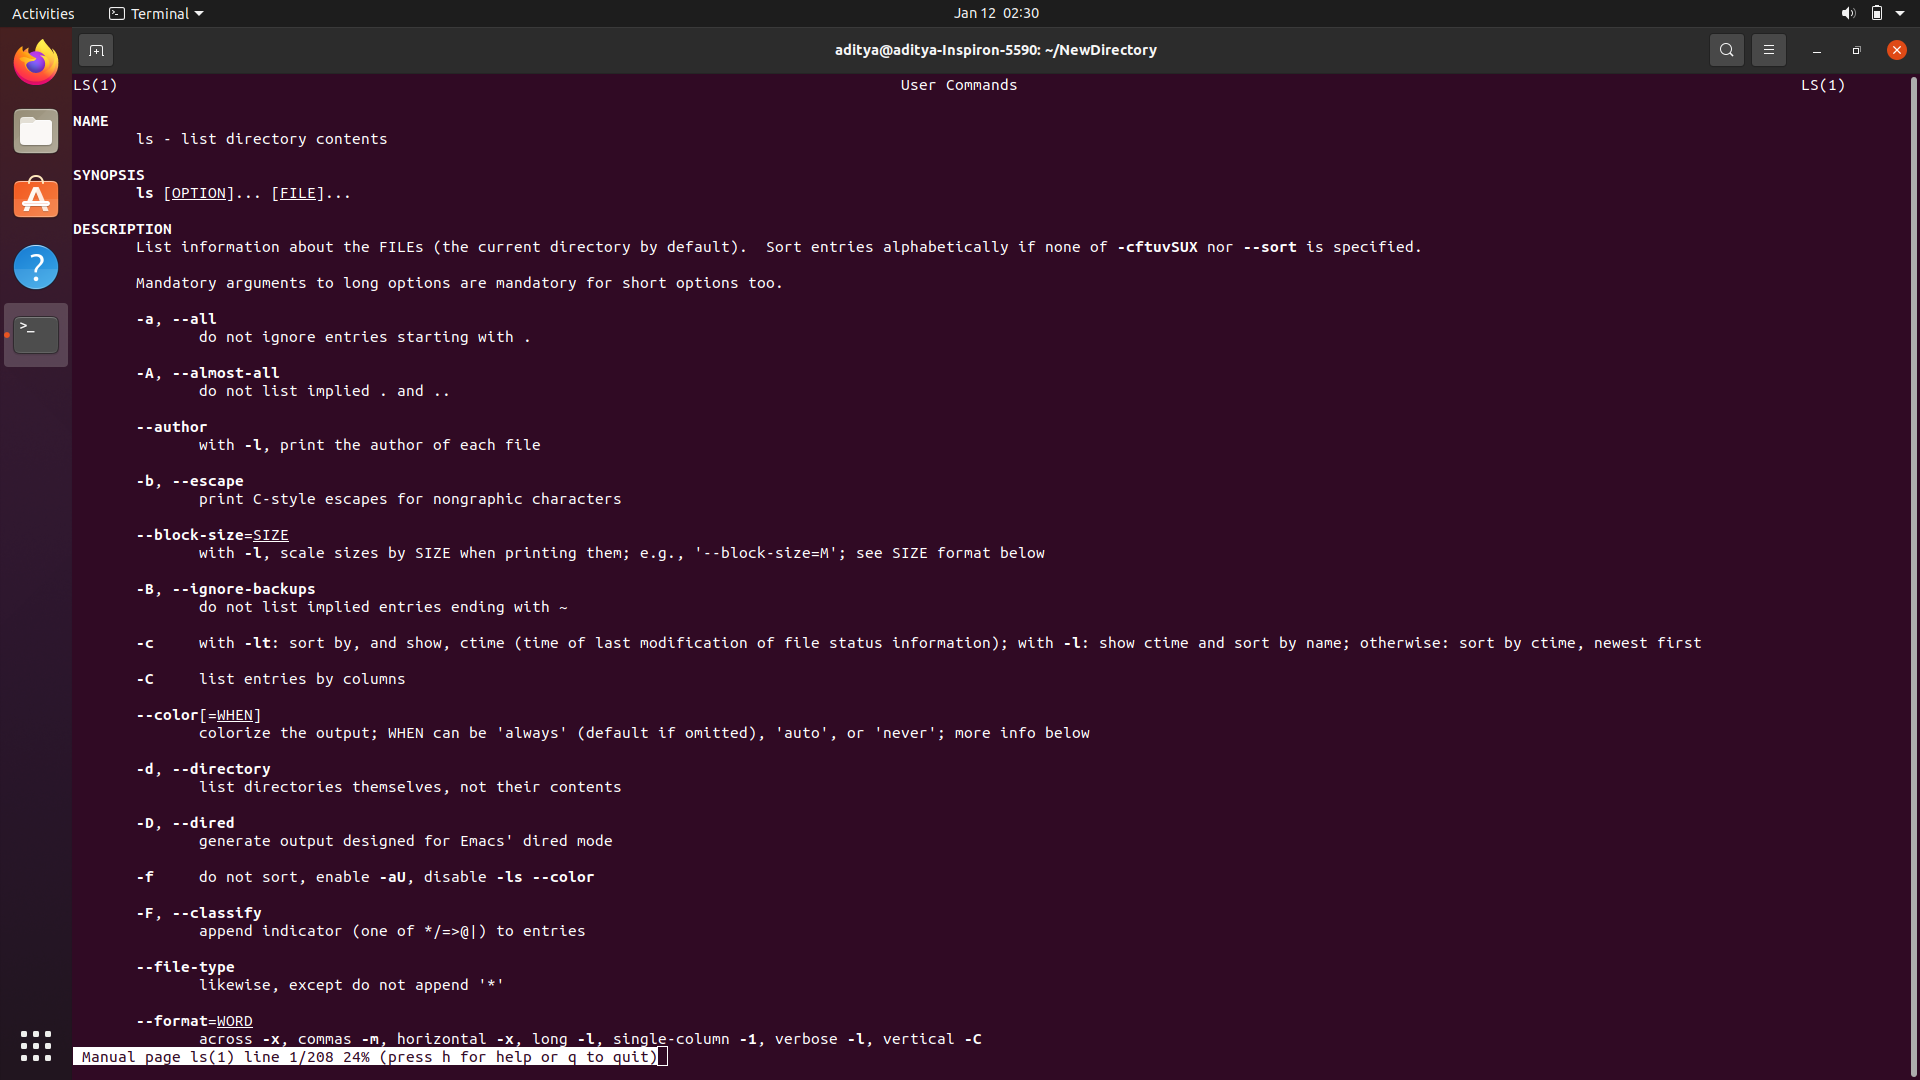 Activities Terminal Jan 12 02:30
aditya@aditya-Inspiron-5590: ~/NewDirectory
LS(1) User Commands LS(1)
NAME
ls - list directory contents
SYNOPSIS
ls [OPTION]... [FILE]...
DESCRIPTION
List information about the FILEs (the current directory by default). Sort entries alphabetically if none of -cftuvSUX nor --sort is specified.
Mandatory arguments to long options are mandatory for short options too.
-a, --all
do not ignore entries starting with .
-A, --almost-all
do not list implied . and ..
--author
with -l, print the author of each file
-b, --escape
print C-style escapes for nongraphic characters
--block-size=SIZE
with -l, scale sizes by SIZE when printing them; e.g., '--block-size=M'; see SIZE format below
-B, --ignore-backups
do not list implied entries ending with ~
-c with -lt: sort by, and show, ctime (time of last modification of file status information); with -l: show ctime and sort by name; otherwise: sort by ctime, newest first
-C list entries by columns
--color[=WHEN]
colorize the output; WHEN can be 'always' (default if omitted), 'auto', or 'never'; more info below
-d, --directory
list directories themselves, not their contents
-D, --dired
generate output designed for Emacs' dired mode
-f do not sort, enable -aU, disable -ls --color
-F, --classify
append indicator (one of */=>@|) to entries
--file-type
likewise, except do not append '*'
--format=WORD
across -x, commas -m, horizontal -x, long -l, single-column -1, verbose -l, vertical -C
Manual page ls(1) line 1/208 24% (press h for help or q to quit)